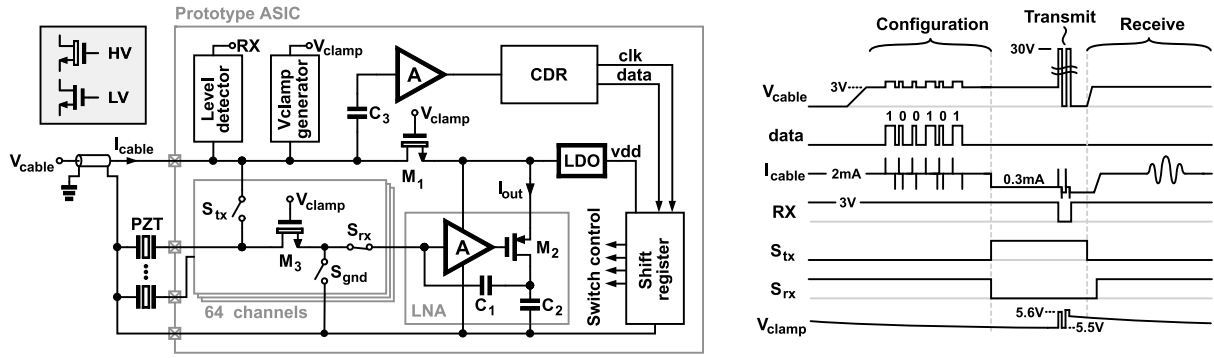 Prototype ASIC
HV
LV
RX
Level detector
Vclamp
Vclamp generator
A
C3
CDR
clk
data
Vclamp
M1
Vcable
Icable
LDO
vdd
Iout
PZT
Stx
Vclamp
M3
Srx
Sgnd
64 channels
A
M2
C1
C2
LNA
Switch control
Shift register
Configuration
Transmit
Receive
30V
Vcable
3V
data
1 0 0 1 0 1
Icable
2mA
0.3mA
RX
3V
Stx
Srx
Vclamp
5.6V
5.5V